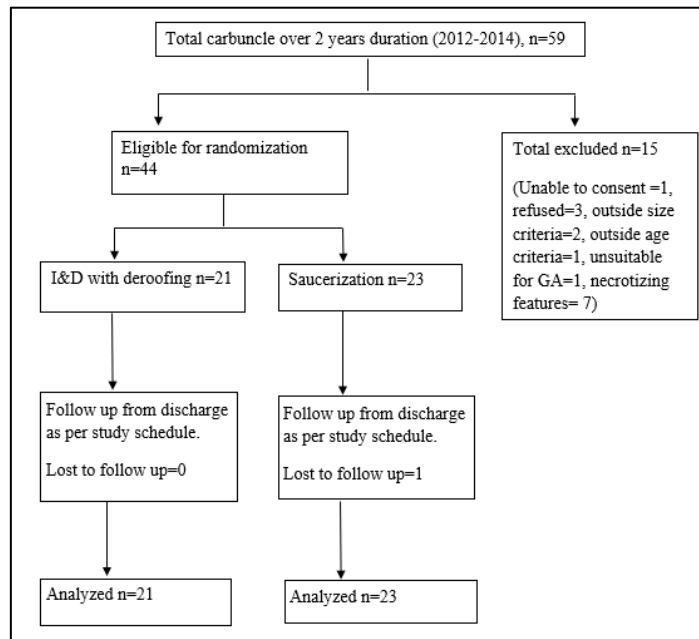 Total carbuncle over 2 years duration (2012-2014), n=59
Eligible for randomization
n=44
Total excluded n=15
(Unable to consent =1,
refused=3, outside size
criteria=2, outside age
criteria=1, unsuitable
for GA=1, necrotizing
features= 7)
I&D with deroofing n=21
Saucerization n=23
Follow up from discharge
as per study schedule.
Lost to follow up=0
Follow up from discharge
as per study schedule.
Lost to follow up=1
Analyzed n=21
Analyzed n=23